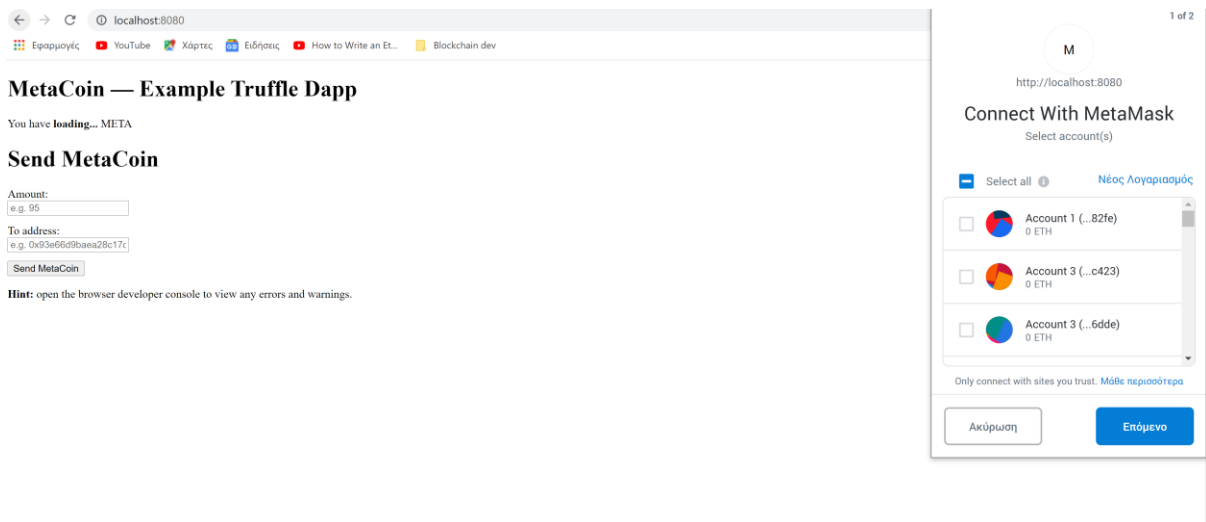 localhost:8080
Εφαρμογές YouTube Χάρτες Ειδήσεις How to Write an Et... Blockchain dev
MetaCoin — Example Truffle Dapp
You have loading... META
Send MetaCoin
Amount:
e.g. 95
To address:
e.g. 0x93e66d9baea28c17c
Send MetaCoin
Hint: open the browser developer console to view any errors and warnings.
1 of 2
M
http://localhost:8080
Connect With MetaMask
Select account(s)
Select all Νέος Λογαριασμός
Account 1 (...82fe)
0 ETH
Account 3 (...c423)
0 ETH
Account 3 (...6dde)
0 ETH
Only connect with sites you trust. Μάθε περισσότερα
Ακύρωση Επόμενο